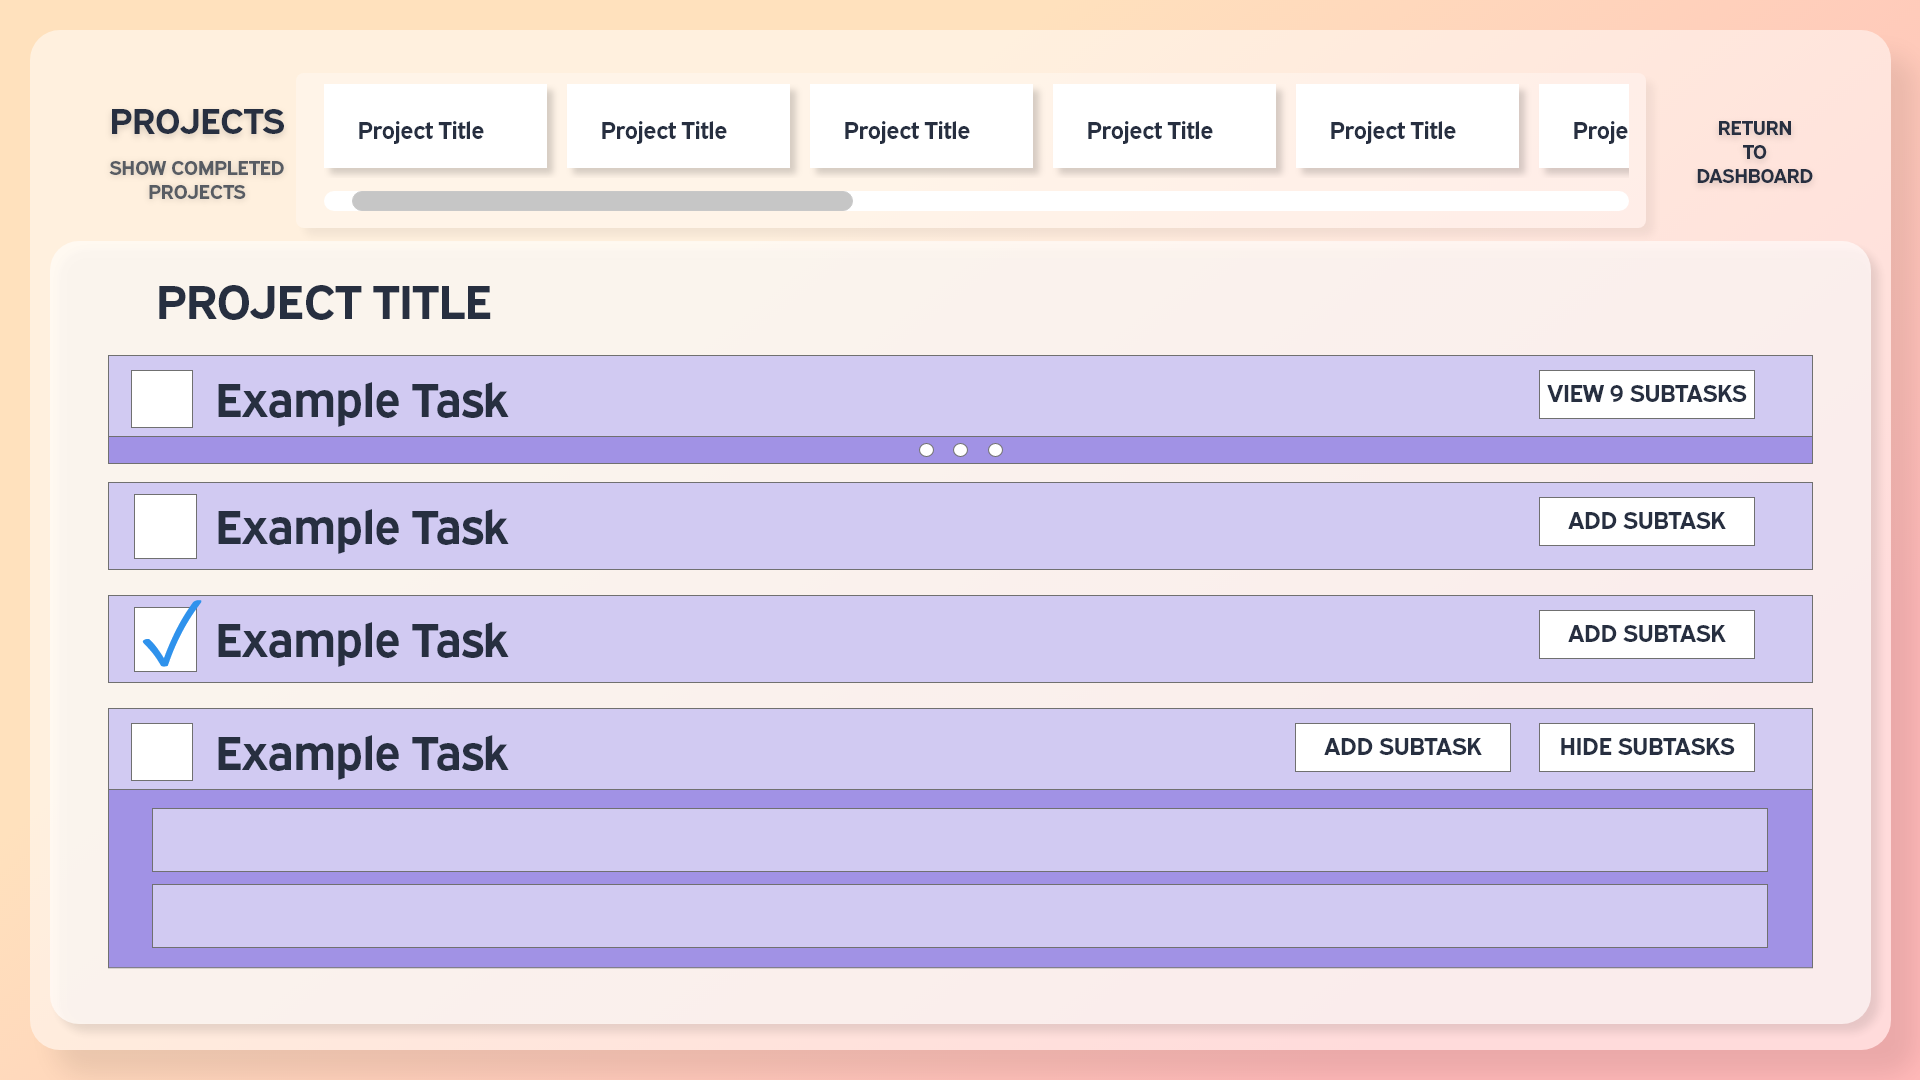 PROJECTS
SHOW COMPLETED
PROJECTS
Project Title
Project Title
Project Title
Project Title
Project Title
Proje
RETURN
TO
DASHBOARD
PROJECT TITLE
Example Task
VIEW 9 SUBTASKS
Example Task
ADD SUBTASK
Example Task
ADD SUBTASK
Example Task
ADD SUBTASK
HIDE SUBTASKS